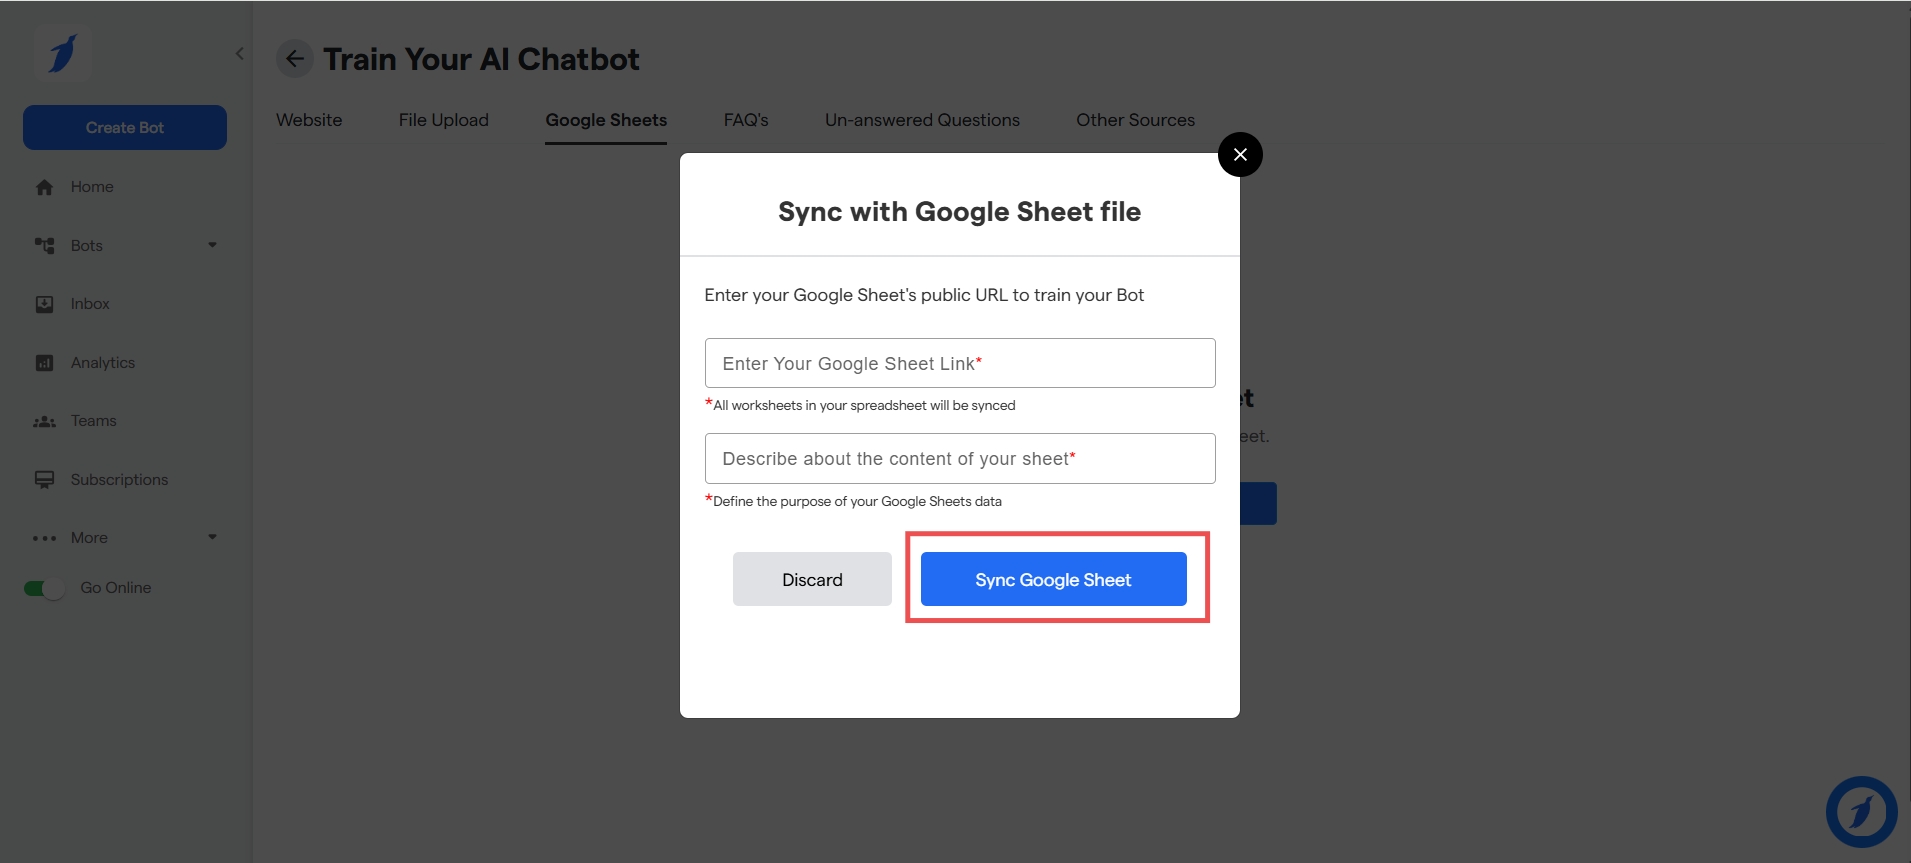 Train Your AI Chatbot
Create Bot
Website
File Upload
Google Sheets
FAQ's
Un-answered Questions
Other Sources
Home
Bots
Inbox
Analytics
Teams
Subscriptions
More
Go Online
Sync with Google Sheet file
Enter your Google Sheet's public URL to train your Bot
Enter Your Google Sheet Link*
*All worksheets in your spreadsheet will be synced
Describe about the content of your sheet*
*Define the purpose of your Google Sheets data
Discard
Sync Google Sheet